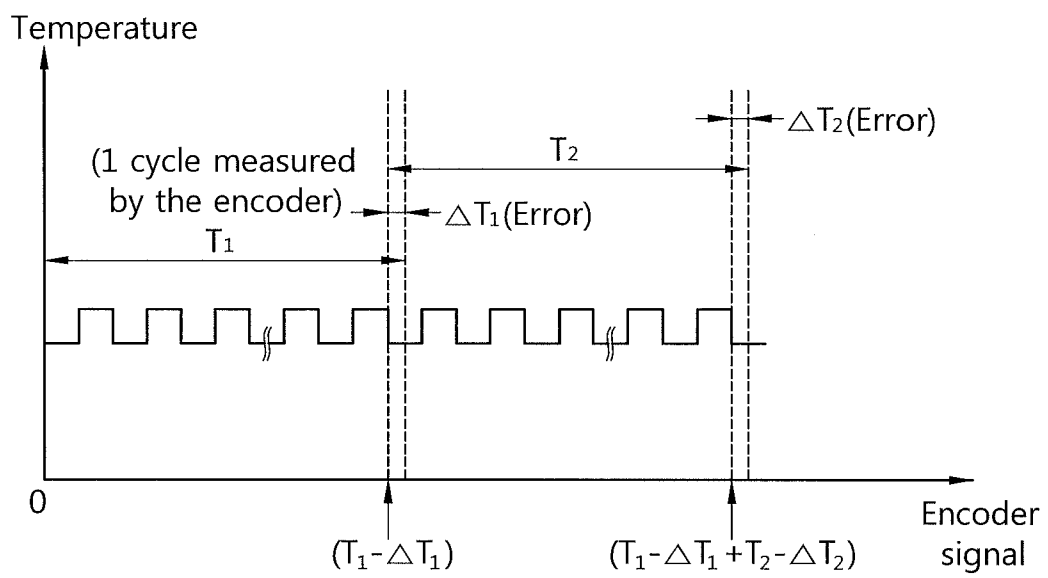 Temperature
△T2(Error)
T2
(1 cycle measured
by the encoder)
△T1(Error)
T1
0
Encoder
signal
(T1-△T1)
(T1-△T1+T2-△T2)